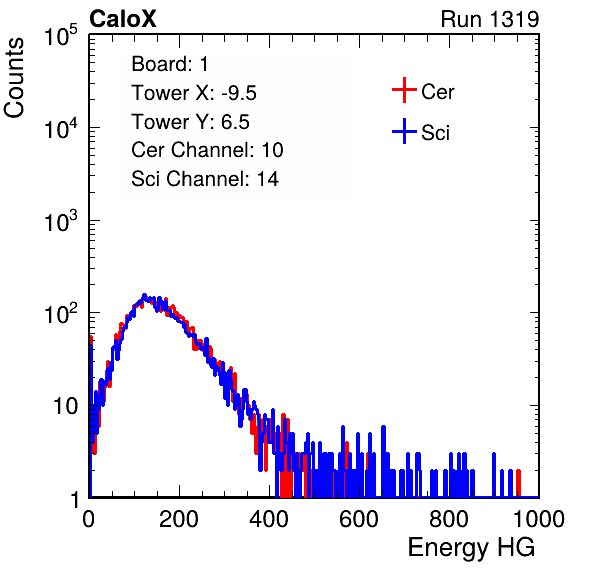 CaloX Run 1319
Counts
Board: 1
Tower X: -9.5
Tower Y: 6.5
Cer Channel: 10
Sci Channel: 14
Cer
Sci
10^5
10^4
10^3
10^2
10
1
0 200 400 600 800 1000
Energy HG